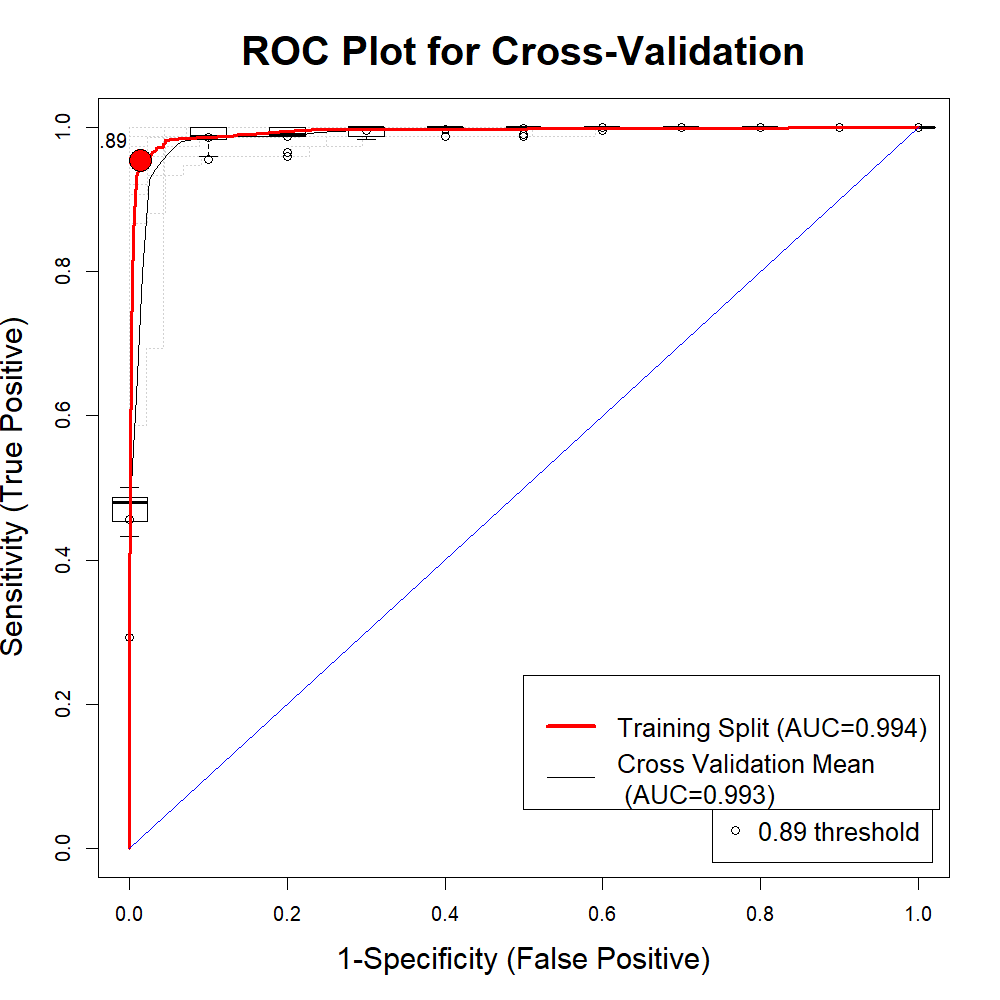 ROC Plot for Cross-Validation
.89
1.0
0.8
0.6
0.4
0.2
0.0
Sensitivity (True Positive)
Training Split (AUC=0.994)
Cross Validation Mean
(AUC=0.993)
0.89 threshold
0.0 0.2 0.4 0.6 0.8 1.0
1-Specificity (False Positive)